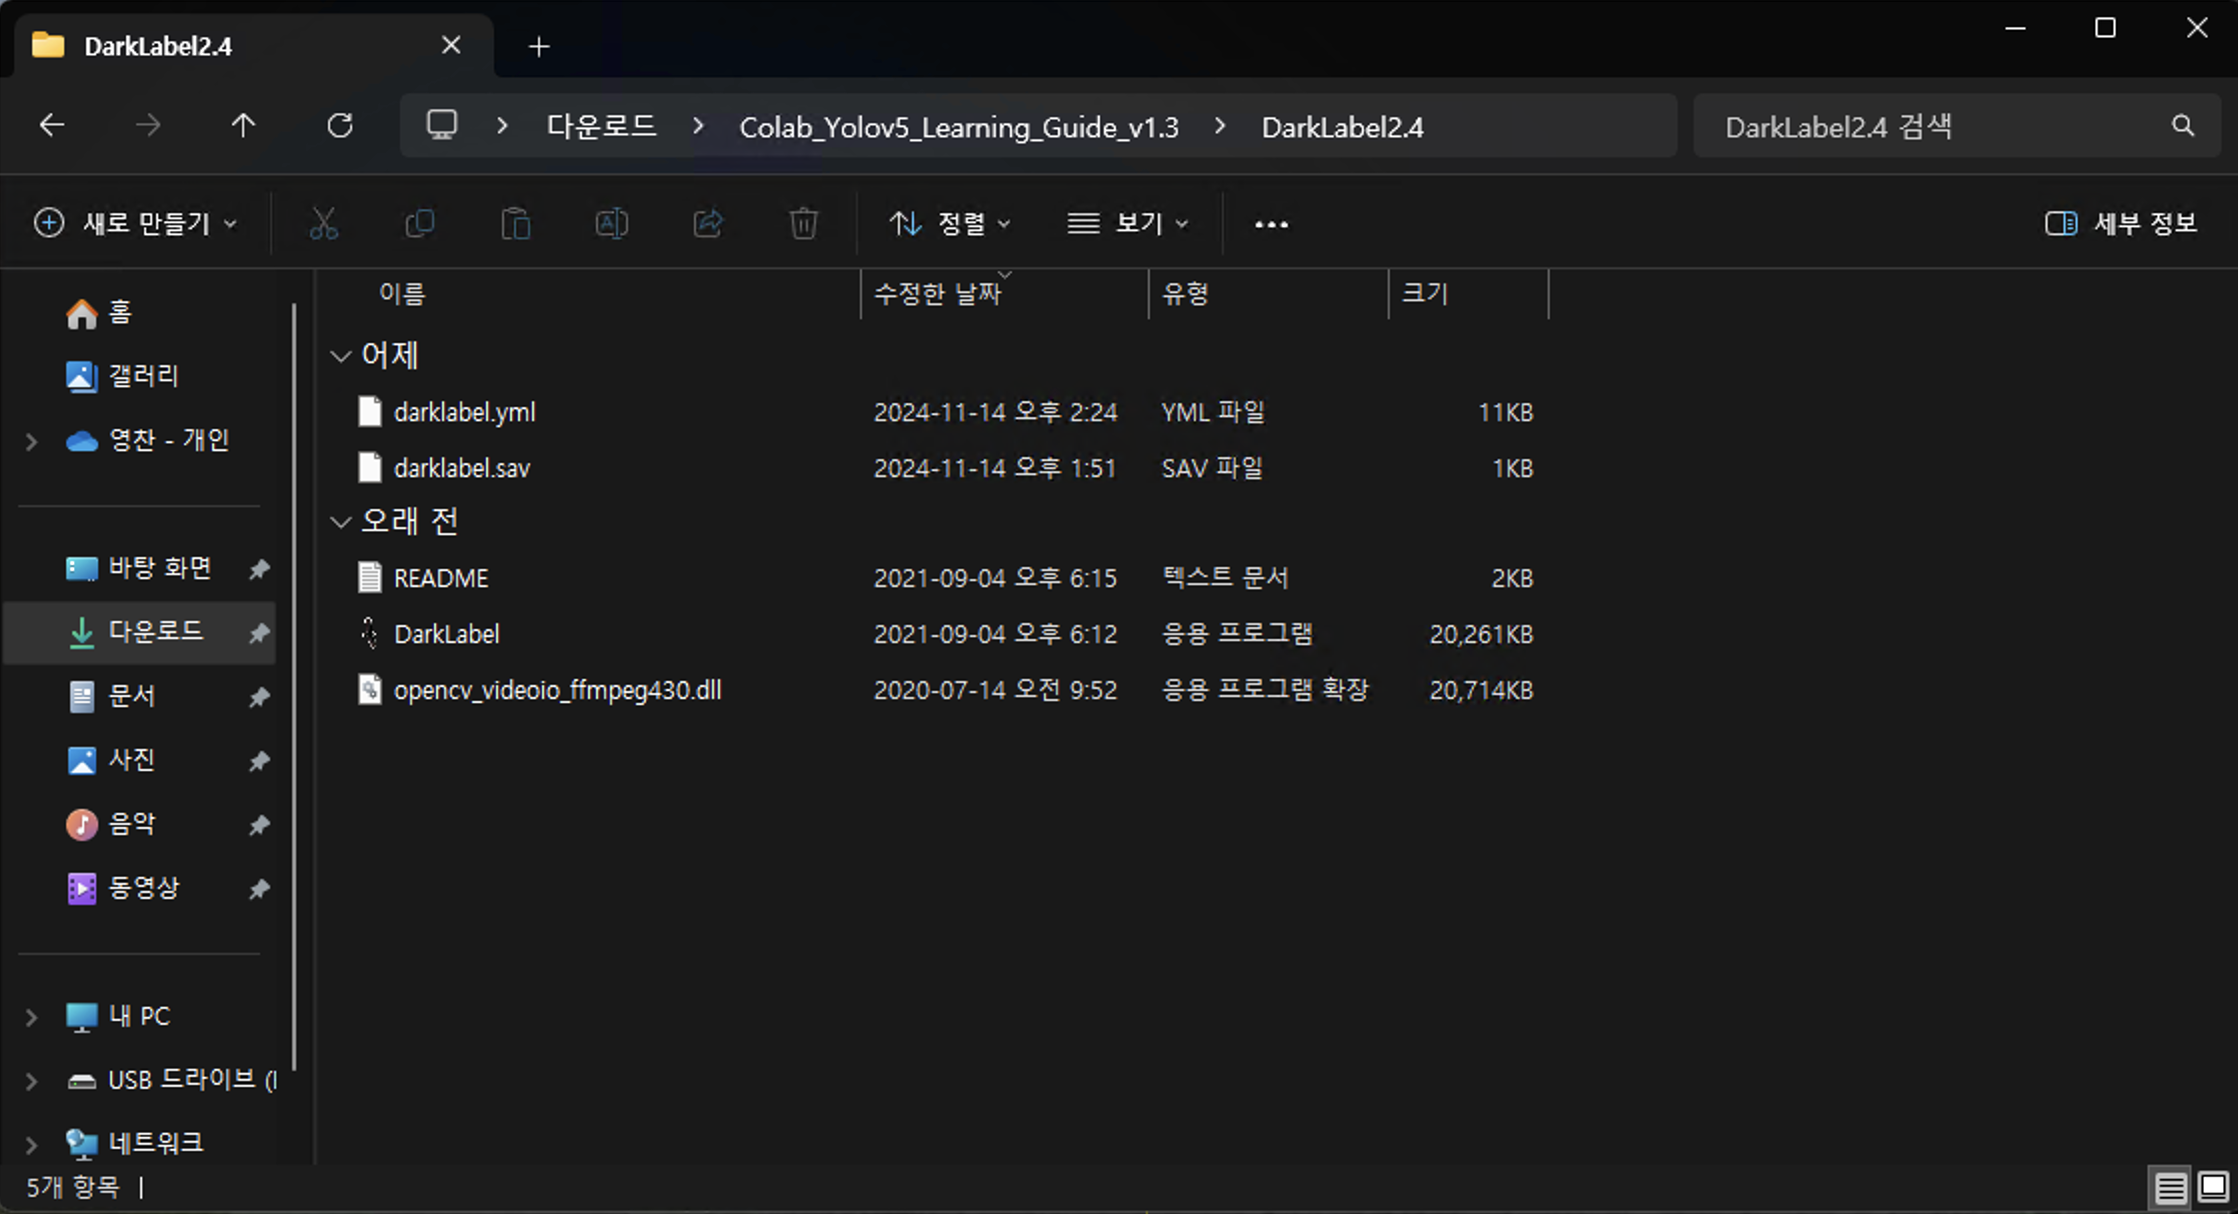 DarkLabel2.4
다운로드 Colab_Yolov5_Learning_Guide_v1.3 DarkLabel2.4
DarkLabel2.4 검색
새로 만들기 정렬 보기 세부 정보
홈
갤러리
영찬 - 개인
바탕 화면
다운로드
문서
사진
음악
동영상
내 PC
USB 드라이브 (
네트워크
이름 수정한 날짜 유형 크기
어제
darklabel.yml 2024-11-14 오후 2:24 YML 파일 11KB
darklabel.sav 2024-11-14 오후 1:51 SAV 파일 1KB
오래 전
README 2021-09-04 오후 6:15 텍스트 문서 2KB
DarkLabel 2021-09-04 오후 6:12 응용 프로그램 20,261KB
opencv_videoio_ffmpeg430.dll 2020-07-14 오전 9:52 응용 프로그램 확장 20,714KB
5개 항목